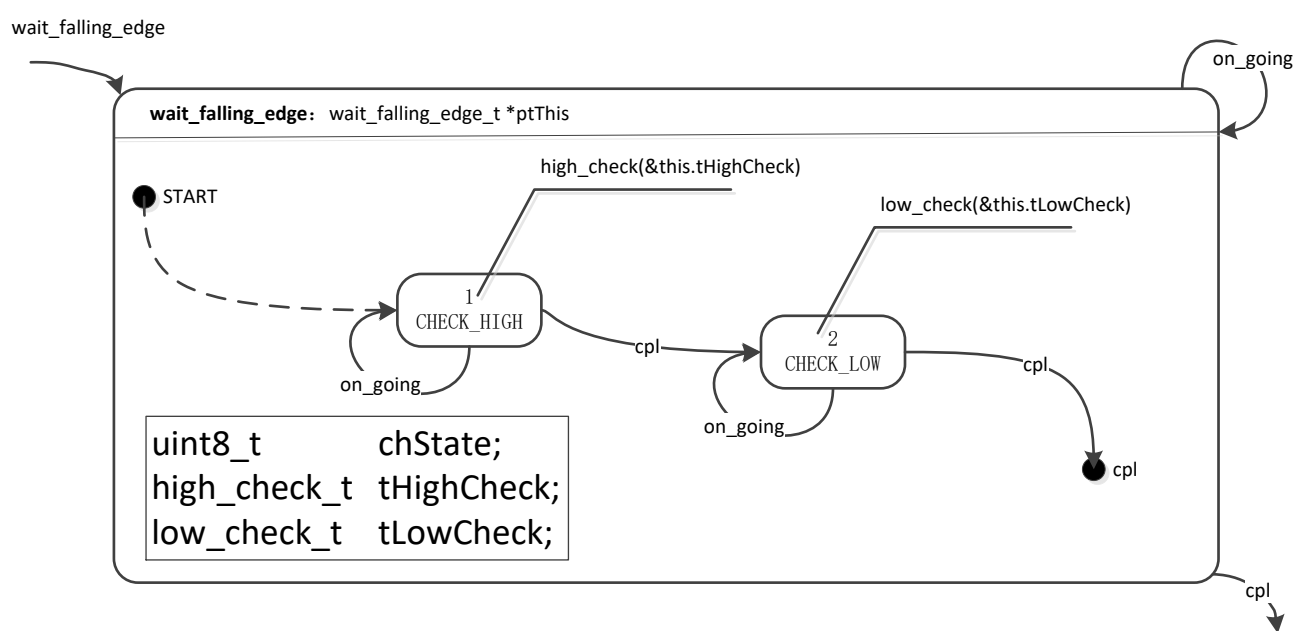 wait_falling_edge
on_going
wait_falling_edge： wait_falling_edge_t *ptThis
high_check(&this.tHighCheck)
START
low_check(&this.tLowCheck)
1
CHECK_HIGH
cpl
2
CHECK_LOW
cpl
on_going
on_going
uint8_t chState;
high_check_t tHighCheck;
low_check_t tLowCheck;
cpl
cpl